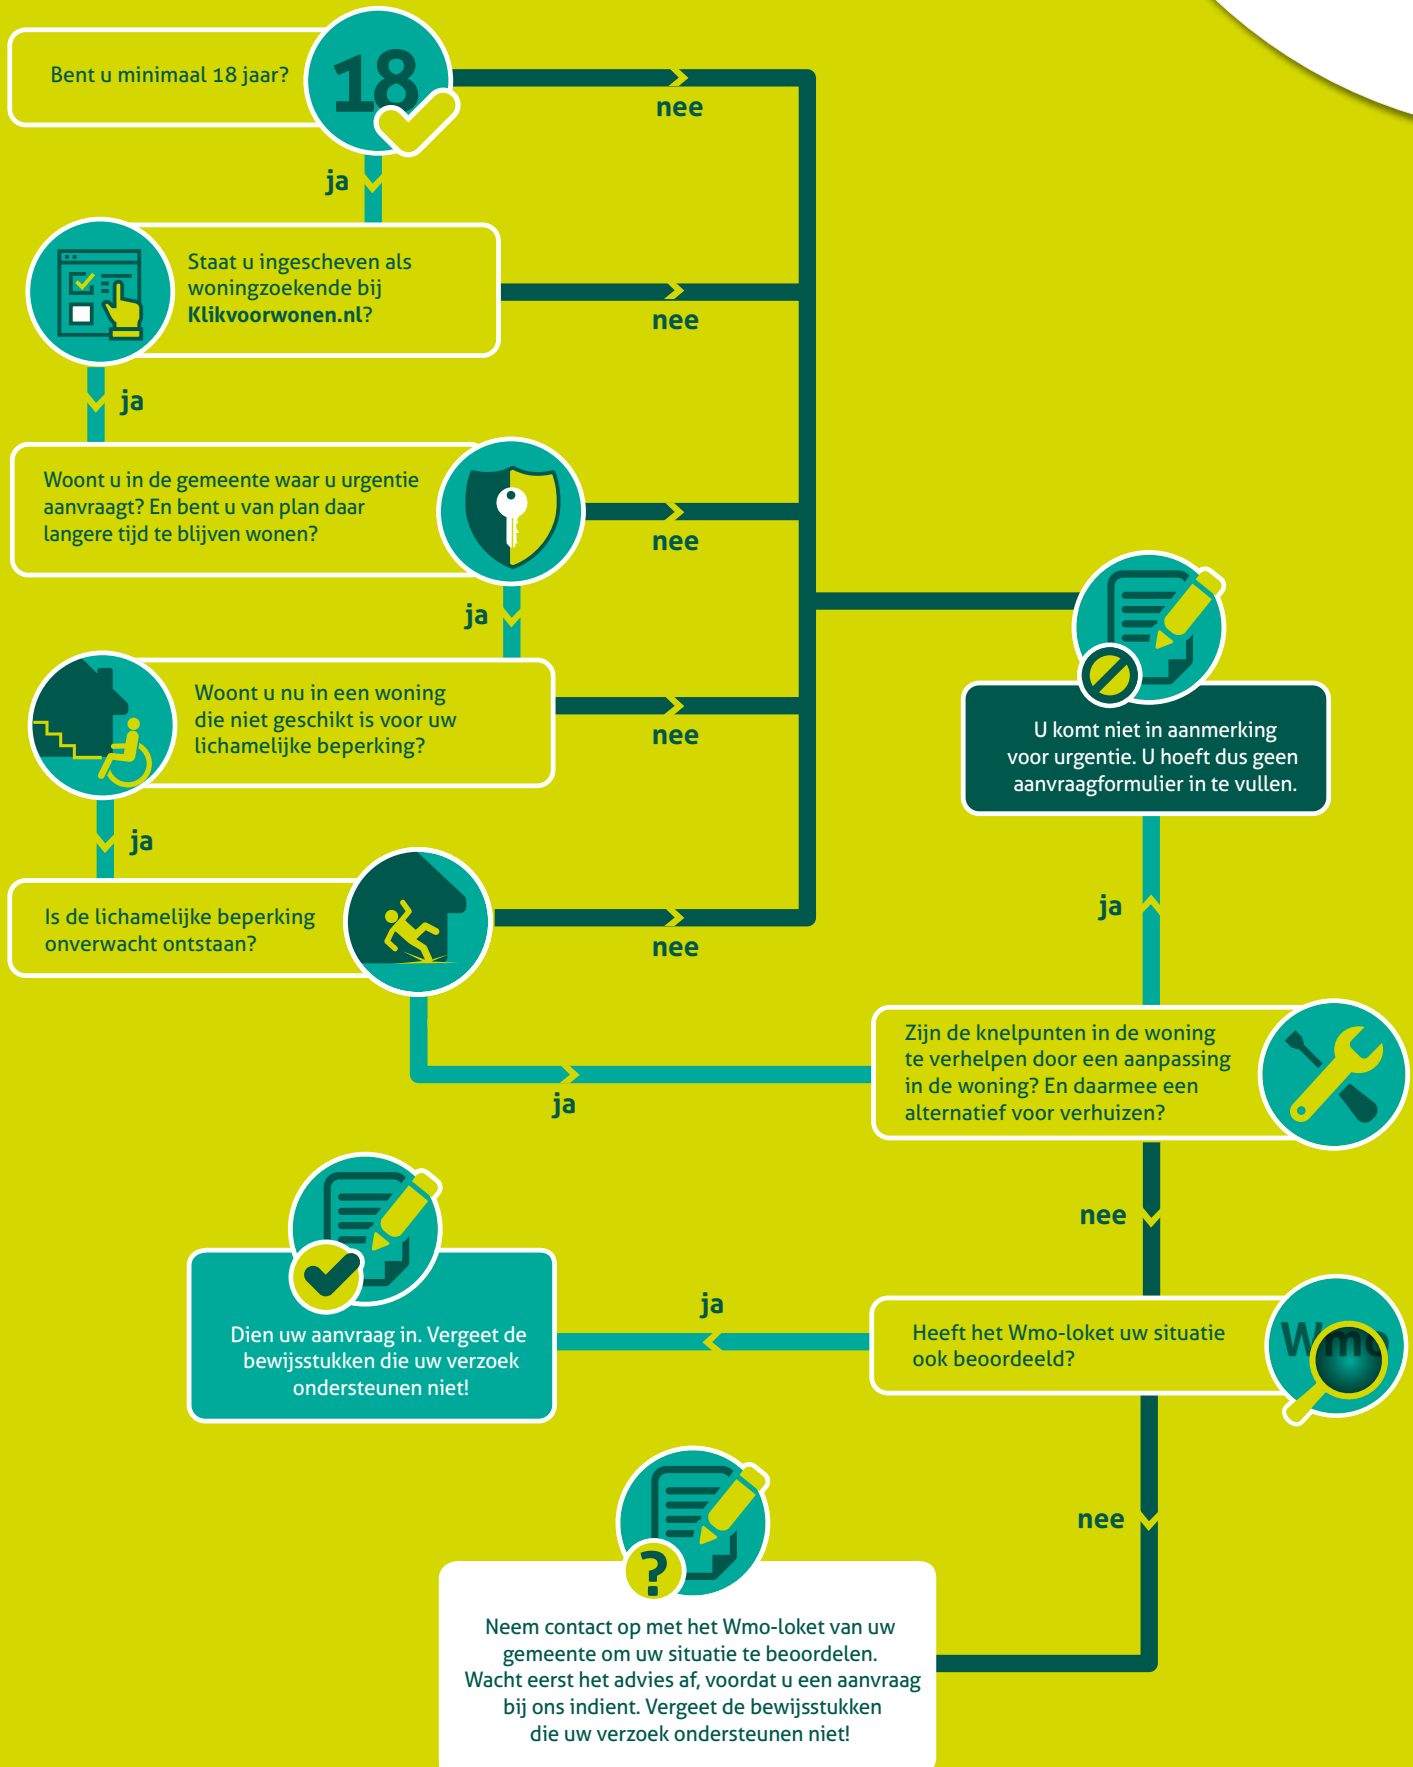 Bent u minimaal 18 jaar?
18
nee
ja
Staat u ingescheven als
woningzoekende bij
Klikvoorwonen.nl?
nee
ja
Woont u in de gemeente waar u urgentie
aanvraagt? En bent u van plan daar
langere tijd te blijven wonen?
nee
ja
Woont u nu in een woning
die niet geschikt is voor uw
lichamelijke beperking?
nee
U komt niet in aanmerking
voor urgentie. U hoeft dus geen
aanvraagformulier in te vullen.
ja
Is de lichamelijke beperking
onverwacht ontstaan?
nee
ja
ja
Zijn de knelpunten in de woning
te verhelpen door een aanpassing
in de woning? En daarmee een
alternatief voor verhuizen?
nee
Heeft het Wmo-loket uw situatie
ook beoordeeld?
Wmo
ja
Dien uw aanvraag in. Vergeet de
bewijsstukken die uw verzoek
ondersteunen niet!
nee
?
Neem contact op met het Wmo-loket van uw
gemeente om uw situatie te beoordelen.
Wacht eerst het advies af, voordat u een aanvraag
bij ons indient. Vergeet de bewijsstukken
die uw verzoek ondersteunen niet!